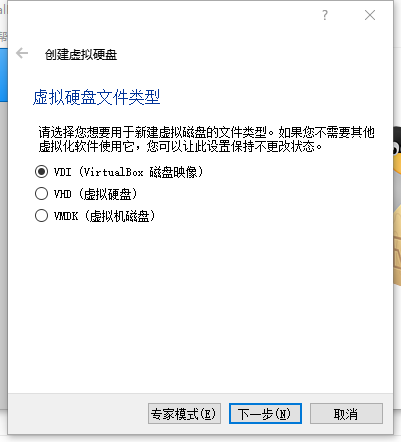 ?
创建虚拟硬盘
虚拟硬盘文件类型
请选择您想要用于新建虚拟磁盘的文件类型。如果您不需要其他
虚拟化软件使用它，您可以让此设置保持不更改状态。
VDI (VirtualBox 磁盘映像)
VHD (虚拟硬盘)
VMDK (虚拟机磁盘)
专家模式(E) 下一步(N) 取消